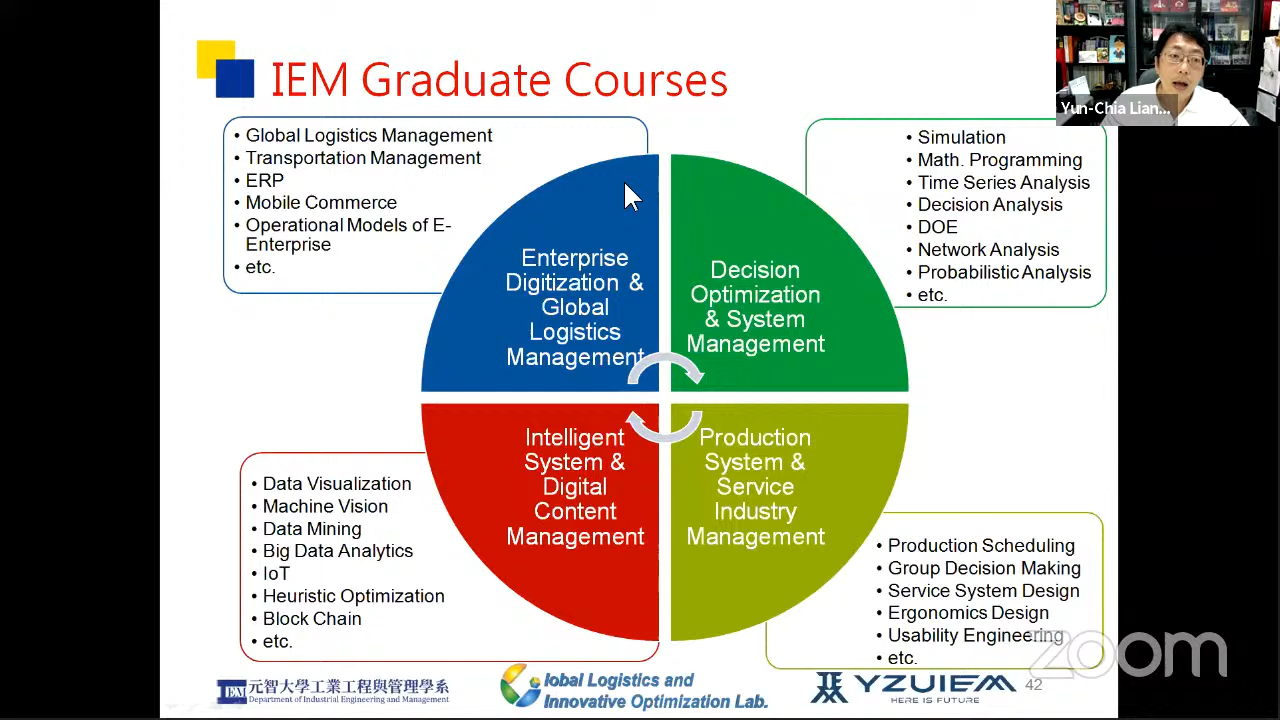 IEM Graduate Courses
Yun-Chia Lian...
• Global Logistics Management
• Transportation Management
• ERP
• Mobile Commerce
• Operational Models of E-
Enterprise
• etc.
• Simulation
• Math. Programming
• Time Series Analysis
• Decision Analysis
• DOE
• Network Analysis
• Probabilistic Analysis
• etc.
Enterprise
Digitization &
Global
Logistics
Management
Decision
Optimization
& System
Management
Intelligent
System &
Digital
Content
Management
Production
System &
Service
Industry
Management
• Data Visualization
• Machine Vision
• Data Mining
• Big Data Analytics
• IoT
• Heuristic Optimization
• Block Chain
• etc.
• Production Scheduling
• Group Decision Making
• Service System Design
• Ergonomics Design
• Usability Engineering
• etc.
zoom
IEM 元智大學工業工程與管理學系
Department of Industrial Engineering and Management
Global Logistics and
Innovative Optimization Lab.
YZUIEM
HERE IS FUTURE
42